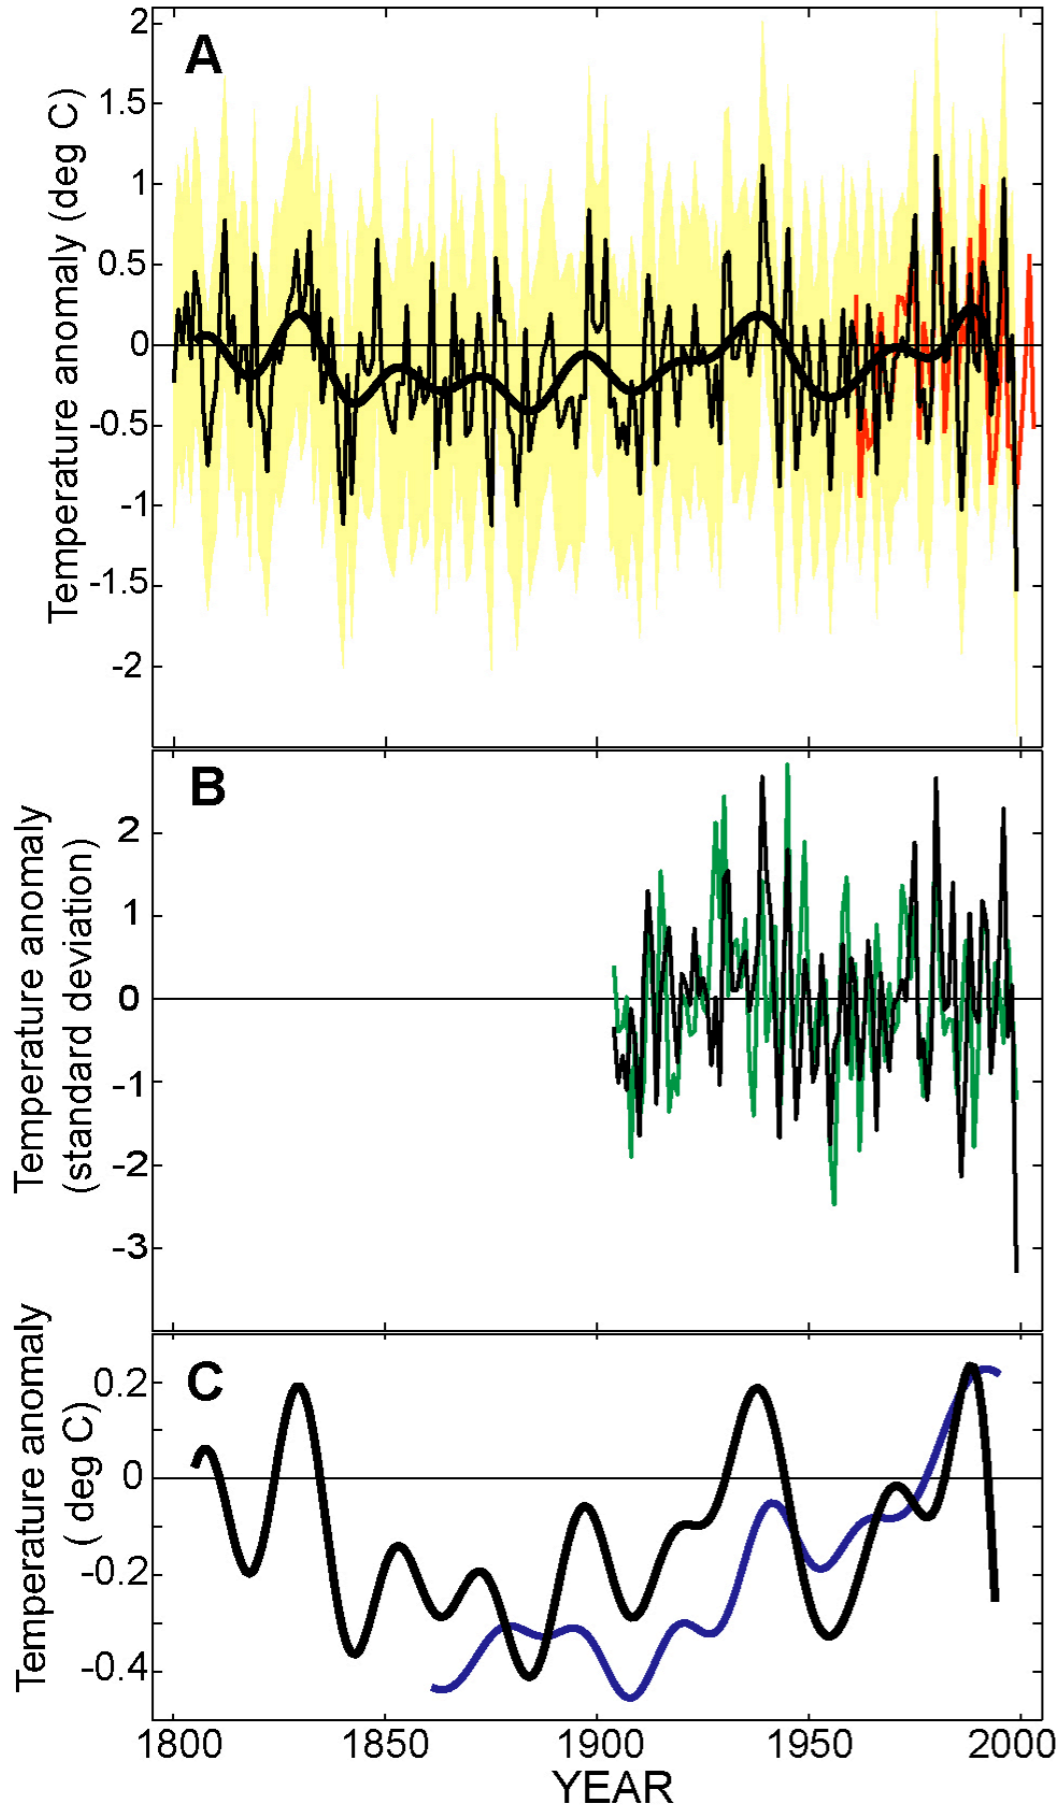 A
Temperature anomaly (deg C)
2
1.5
1
0.5
0
-0.5
-1
-1.5
-2
B
Temperature anomaly
(standard deviation)
2
1
0
-1
-2
-3
C
Temperature anomaly
( deg C)
0.2
0
-0.2
-0.4
1800 1850 1900 1950 2000
YEAR